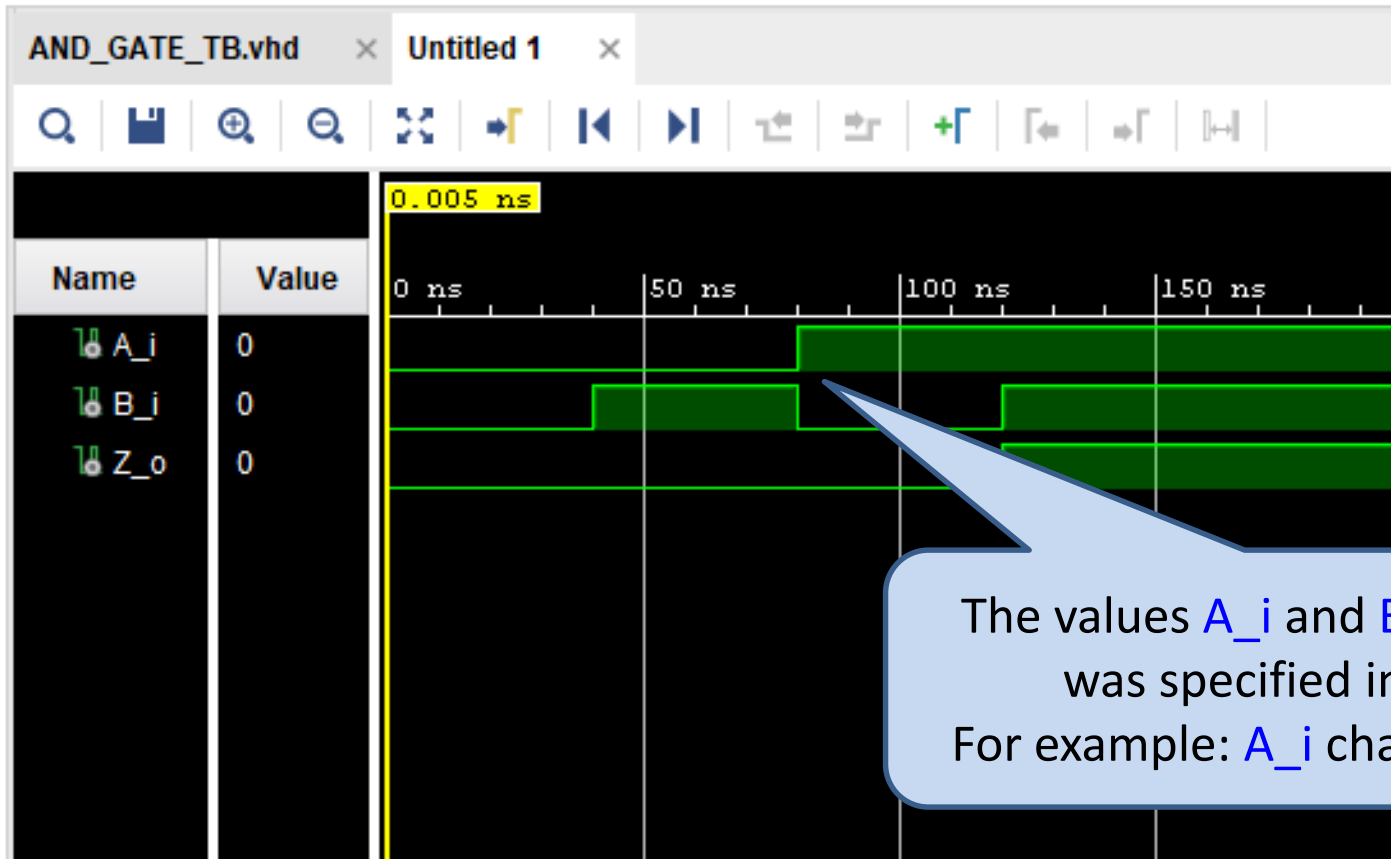 AND_GATE_TB.vhd × Untitled 1 ×
0.005 ns
Name Value
0 ns 50 ns 100 ns 150 ns
A_i 0
B_i 0
Z_o 0
The values A_i and
was specified
For example: A_i